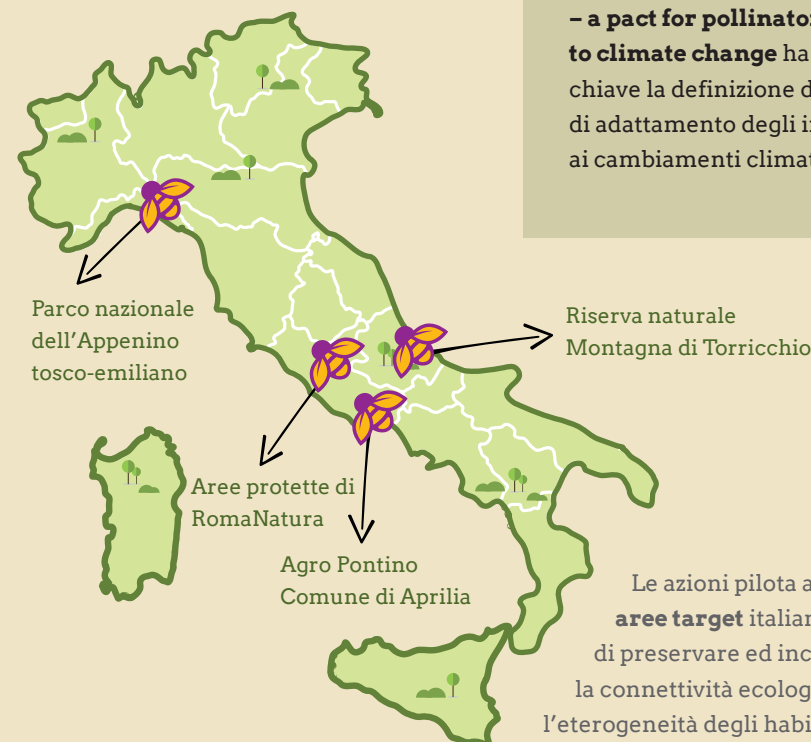 – a pact for pollinator
to climate change ha
chiave la definizione d
di adattamento degli i
ai cambiamenti climat
Parco nazionale
dell'Appenino
tosco-emiliano
Riserva naturale
Montagna di Torricchio
Aree protette di
RomaNatura
Agro Pontino
Comune di Aprilia
Le azioni pilota a
aree target italian
di preservare ed inc
la connettività ecolog
l'eterogeneità degli habi